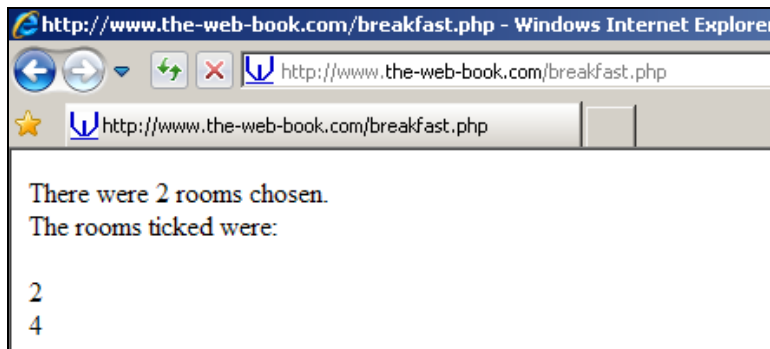 http://www.the-web-book.com/breakfast.php - Windows Internet Explorer
http://www.the-web-book.com/breakfast.php
http://www.the-web-book.com/breakfast.php
There were 2 rooms chosen.
The rooms ticked were:
2
4